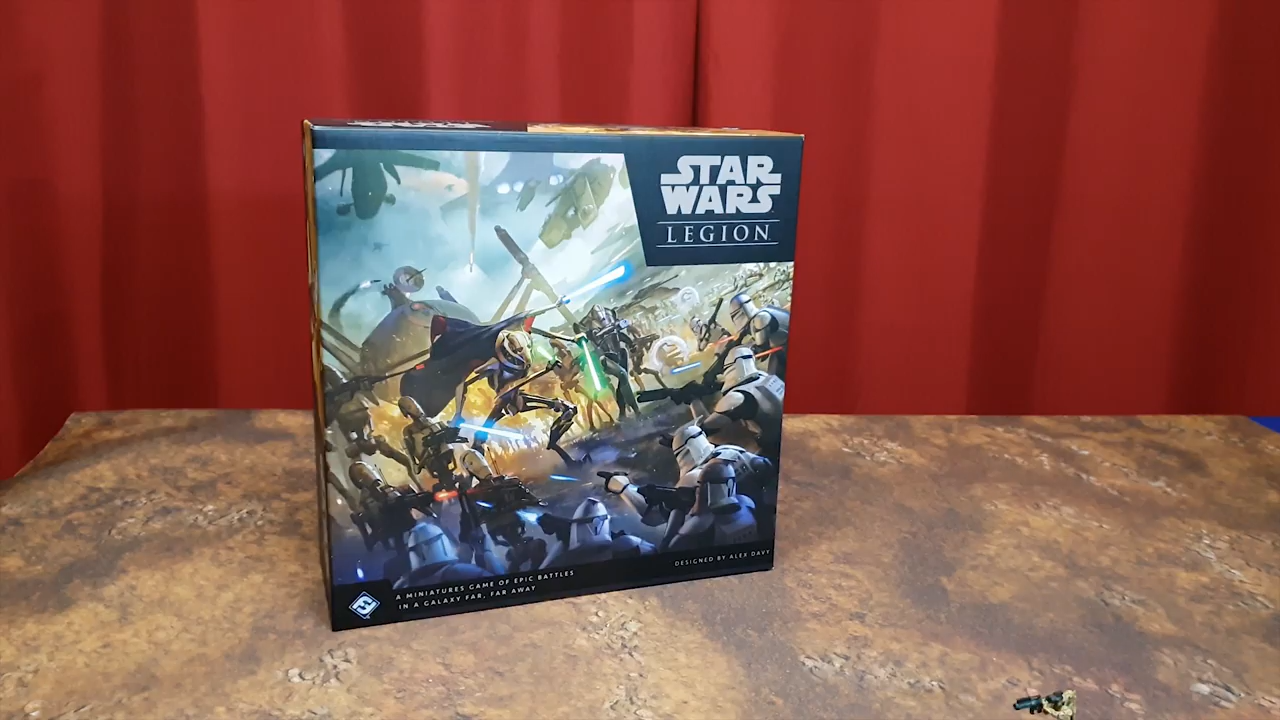 STAR
WARS
LEGION
A MINIATURES GAME OF EPIC BATTLES
IN A GALAXY FAR, FAR AWAY
DESIGNED BY ALEX DAVY